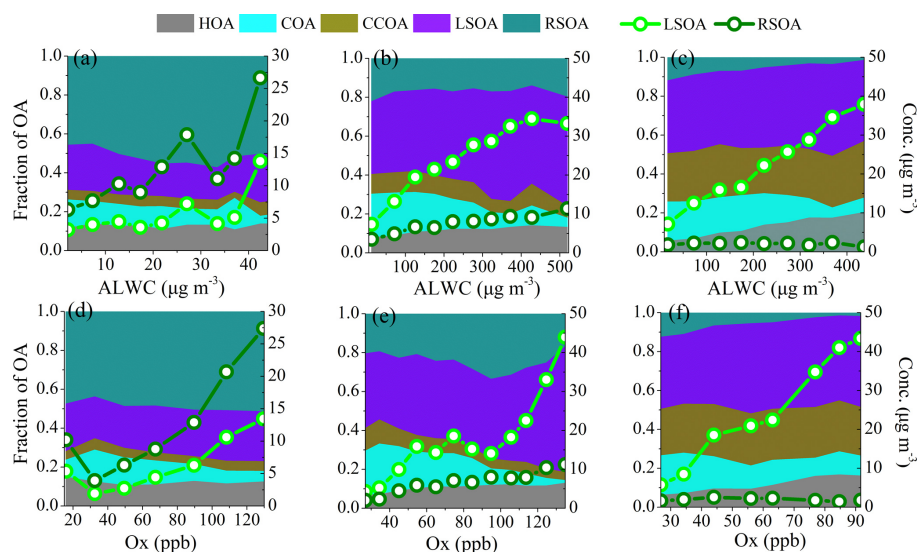 HOA COA CCOA LSOA RSOA LSOA RSOA
(a) (b) (c)
Fraction of OA
1.0 0.8 0.6 0.4 0.2 0.0
30 25 20 15 10 5 0
1.0 0.8 0.6 0.4 0.2 0.0
50 40 30 20 10 0
1.0 0.8 0.6 0.4 0.2 0.0
50 40 30 20 10 0
Conc. (μg m⁻³)
0 10 20 30 40
100 200 300 400 500
100 200 300 400
ALWC (μg m⁻³) ALWC (μg m⁻³) ALWC (μg m⁻³)
(d) (e) (f)
Fraction of OA
1.0 0.8 0.6 0.4 0.2 0.0
30 25 20 15 10 5 0
1.0 0.8 0.6 0.4 0.2 0.0
50 40 30 20 10 0
1.0 0.8 0.6 0.4 0.2 0.0
50 40 30 20 10 0
Conc. (μg m⁻³)
20 40 60 80 100 120
40 60 80 100 120
30 40 50 60 70 80 90
Ox (ppb) Ox (ppb) Ox (ppb)